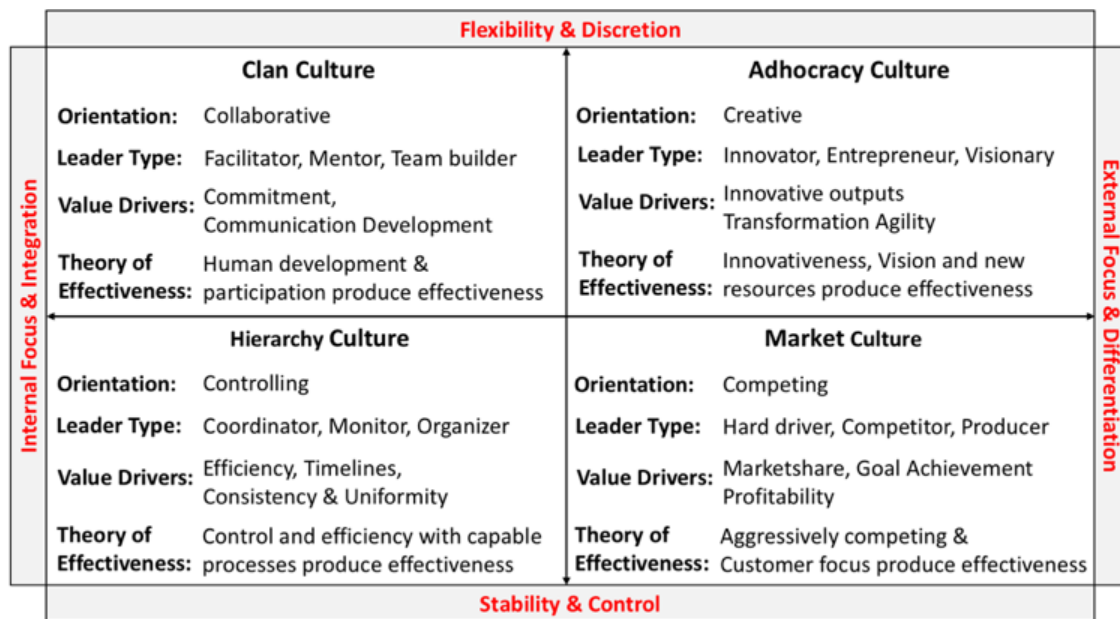 Flexibility & Discretion
Internal Focus & Integration
Clan Culture
Orientation: Collaborative
Leader Type: Facilitator, Mentor, Team builder
Value Drivers: Commitment,
Communication Development
Theory of Human development &
Effectiveness: participation produce effectiveness
Adhocracy Culture
Orientation: Creative
Leader Type: Innovator, Entrepreneur, Visionary
Value Drivers: Innovative outputs
Transformation Agility
Theory of Innovativeness, Vision and new
Effectiveness: resources produce effectiveness
External Focus & Differentiation
Hierarchy Culture
Orientation: Controlling
Leader Type: Coordinator, Monitor, Organizer
Value Drivers: Efficiency, Timelines,
Consistency & Uniformity
Theory of Control and efficiency with capable
Effectiveness: processes produce effectiveness
Market Culture
Orientation: Competing
Leader Type: Hard driver, Competitor, Producer
Value Drivers: Marketshare, Goal Achievement
Profitability
Theory of Aggressively competing &
Effectiveness: Customer focus produce effectiveness
Stability & Control